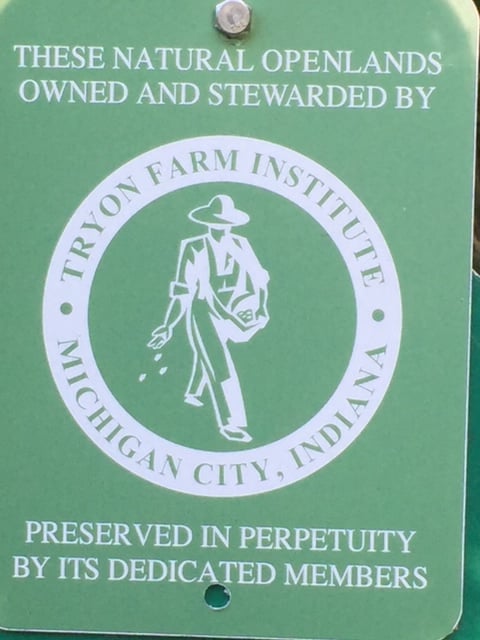 THESE NATURAL OPENLANDS
OWNED AND STEWARDED BY
TRYON FARM INSTITUTE
MICHIGAN CITY, INDIANA
PRESERVED IN PERPETUITY
BY ITS DEDICATED MEMBERS